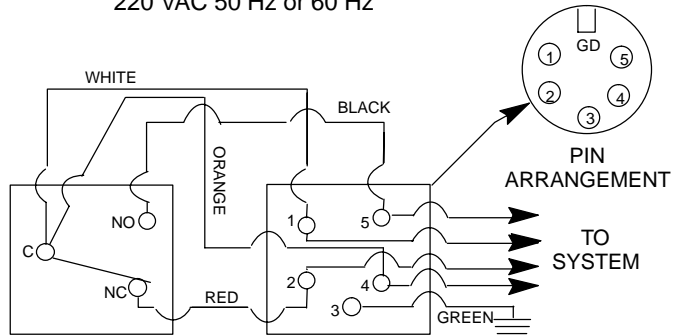 220 VAC 50 Hz or 60 Hz
GD
1
5
2
4
3
WHITE
BLACK
ORANGE
PIN
ARRANGEMENT
NO
1
5
C
TO
SYSTEM
2
4
NC
RED
3
GREEN